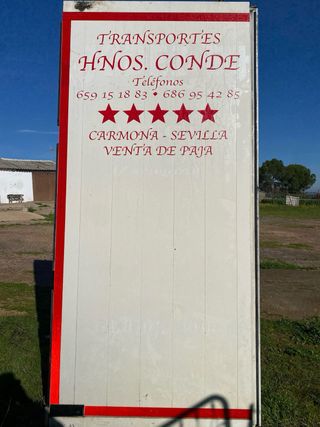 TRANSPORTES
HNOS. CONDE
Teléfonos
659 15 18 83 • 686 95 42 85
CARMONA - SEVILLA
VENTA DE PAJA